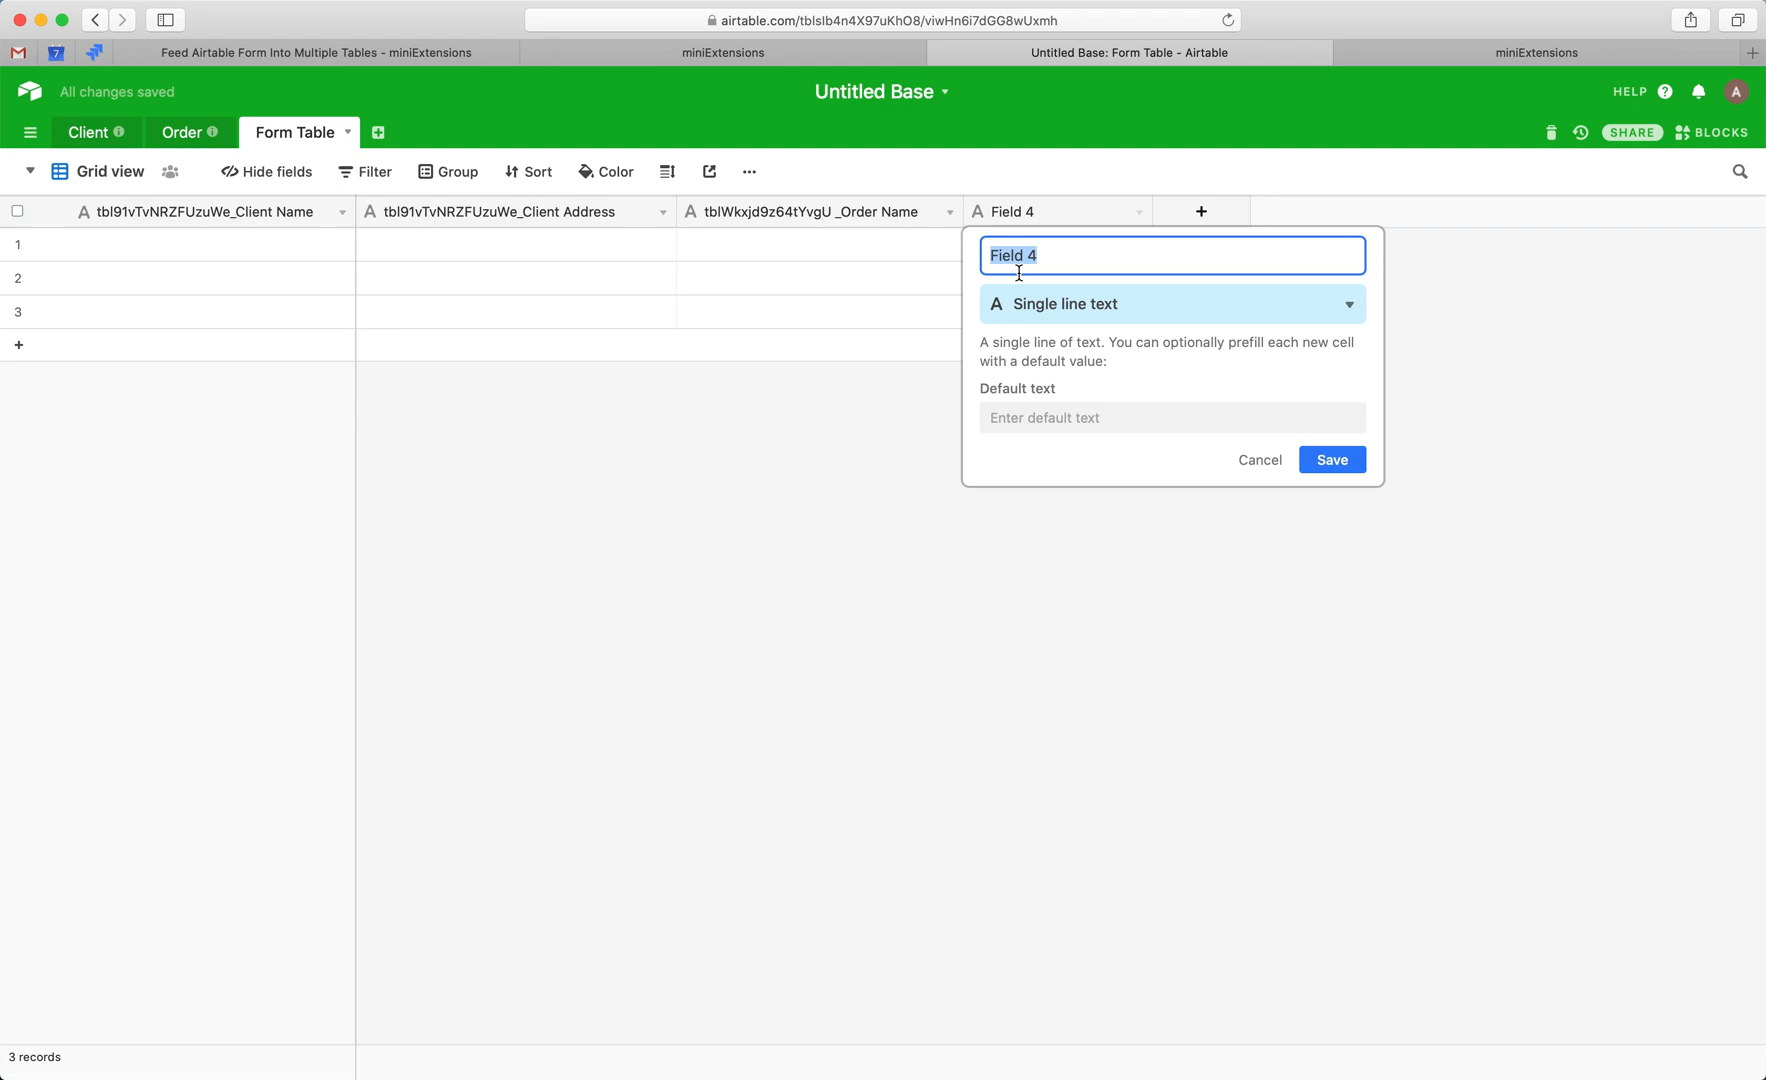 airtable.com/tblslb4n4X97uKhO8/viwHn6i7dGG8wUxmh
7
Feed Airtable Form Into Multiple Tables - miniExtensions
miniExtensions
Untitled Base: Form Table - Airtable
miniExtensions
All changes saved
Untitled Base
HELP
A
Client
Order
Form Table
SHARE
BLOCKS
Grid view
Hide fields
Filter
Group
Sort
Color
A tbl91vTvNRZFUzuWe_Client Name
A tbl91vTvNRZFUzuWe_Client Address
A tblWkxjd9z64tYvgU _Order Name
A Field 4
1
2
3
Field 4
A Single line text
A single line of text. You can optionally prefill each new cell
with a default value:
Default text
Enter default text
Cancel
Save
3 records